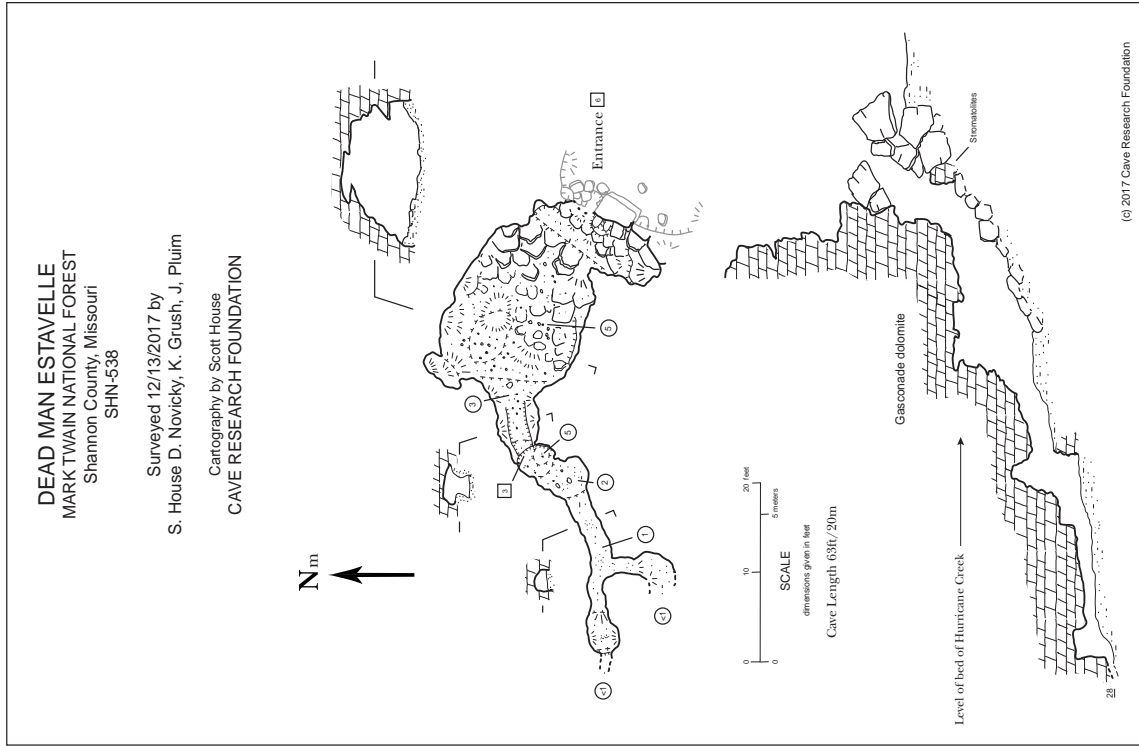 DEAD MAN ESTAVELLE
MARK TWAIN NATIONAL FOREST
Shannon County, Missouri
SHN-538
Surveyed 12/13/2017 by
S. House D. Novicky, K. Grush, J, Pluim
Cartography by Scott House
CAVE RESEARCH FOUNDATION
Nm
Entrance 6
5
3
5
3
2
1
<1
<1
20 feet
5 meters
10
0
0
SCALE
dimensions given in feet
Cave Length 63ft/20m
Stromatolites
Gasconade dolomite
Level of bed of Hurricane Creek
28
(c) 2017 Cave Research Foundation